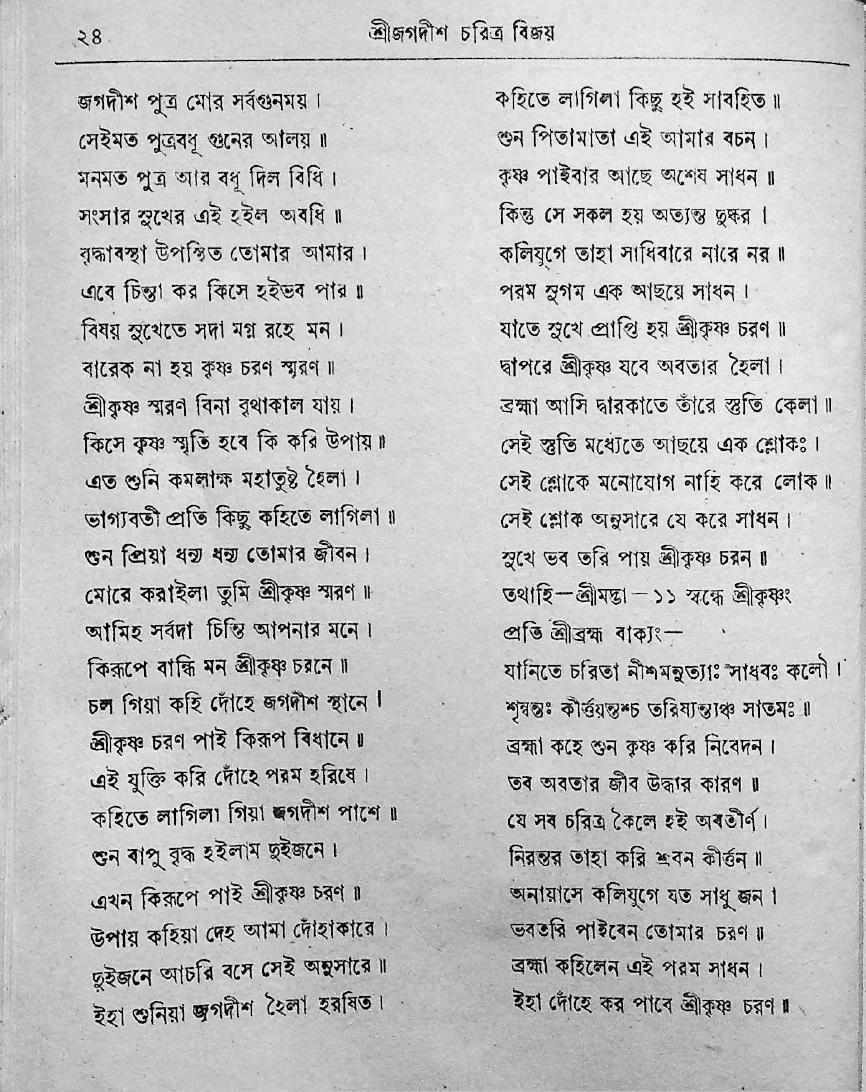 ২৪
শ্রীজগদীশ চরিত্র বিজয়
জগদীশ পুত্র মোর সর্বগুনময়।
সেইমত পুত্রবধূ গুনের আলয়॥
মনমত পুত্র আর বধূ দিল বিধি।
সংসার সুখের এই হইল অবধি॥
বৃদ্ধাবস্থা উপস্থিত তোমার আমার।
এবে চিন্তা কর কিসে হইভব পার॥
বিষয় সুখেতে সদা মগ্ন রহে মন।
বারেক না হয় কৃষ্ণ চরণ স্মরণ॥
শ্রীকৃষ্ণ স্মরণ বিনা বৃথাকাল যায়।
কিসে কৃষ্ণ স্মৃতি হবে কি করি উপায়॥
এত শুনি কমলাক্ষ মহাতুষ্ট হৈলা।
ভাগ্যবতী প্রতি কিছু কহিতে লাগিলা॥
শুন প্রিয়া ধন্য ধন্য তোমার জীবন।
মোরে করাইলা তুমি শ্রীকৃষ্ণ স্মরণ॥
আমিহ সর্বদা চিন্তি আপনার মনে।
কিরূপে বান্ধি মন শ্রীকৃষ্ণ চরনে॥
চল গিয়া কহি দোঁহে জগদীশ স্থানে।
শ্রীকৃষ্ণ চরণ পাই কিরূপ বিধানে॥
এই যুক্তি করি দোঁহে পরম হরিষে।
কহিতে লাগিলা গিয়া জগদীশ পাশে॥
শুন বাপু বৃদ্ধ হইলাম দুইজনে।
এখন কিরূপে পাই শ্রীকৃষ্ণ চরণ॥
উপায় কহিয়া দেহ আমা দোঁহাকারে।
দুইজনে আচরি বসে সেই অনুসারে॥
ইহা শুনিয়া জগদীশ হৈলা হরষিত।
কহিতে লাগিলা কিছু হই সাবহিত॥
শুন পিতামাতা এই আমার বচন।
কৃষ্ণ পাইবার আছে অশেষ সাধন॥
কিন্তু সে সকল হয় অত্যন্ত দুষ্কর।
কলিযুগে তাহা সাধিবারে নারে নর॥
পরম সুগম এক আছয়ে সাধন।
যাতে সুখে প্রাপ্তি হয় শ্রীকৃষ্ণ চরণ॥
দ্বাপরে শ্রীকৃষ্ণ যবে অবতার হৈলা।
ব্রহ্মা আসি দ্বারকাতে তাঁরে স্তুতি কেলা॥
সেই স্তুতি মধ্যেতে আছয়ে এক শ্লোকঃ।
সেই শ্লোকে মনোযোগ নাহি করে লোক॥
সেই শ্লোক অনুসারে যে করে সাধন।
সুখে ভব তরি পায় শ্রীকৃষ্ণ চরন॥
তথাহি—শ্রীমদ্ভা—১১ স্বন্ধে শ্রীকৃষ্ণং
প্রতি শ্রীব্রহ্ম বাক্যং—
যানিতে চরিতা নীশমনুত্যাঃ সাধবঃ কলৌ।
শৃন্বন্তঃ কীর্ত্তয়ন্তশ্চ তরিষ্যন্ত্যঞ্চ সাতমঃ॥
ব্রহ্মা কহে শুন কৃষ্ণ করি নিবেদন।
তব অবতার জীব উদ্ধার কারণ॥
যে সব চরিত্র কৈলে হই অবতীর্ণ।
নিরন্তর তাহা করি শ্রবন কীর্ত্তন॥
অনায়াসে কলিযুগে যত সাধু জন।
ভবতরি পাইবেন তোমার চরণ॥
ব্রহ্মা কহিলেন এই পরম সাধন।
ইহা দোঁহে কর পাবে শ্রীকৃষ্ণ চরণ॥